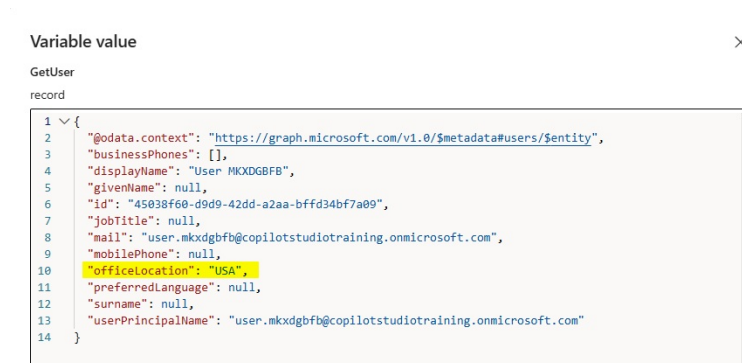 Variable value
GetUser
record
1 {
2 "@odata.context": "https://graph.microsoft.com/v1.0/$metadata#users/$entity",
3 "businessPhones": [],
4 "displayName": "User MKXDGBFB",
5 "givenName": null,
6 "id": "45038f60-d9d9-42dd-a2aa-bffd34bf7a09",
7 "jobTitle": null,
8 "mail": "user.mkxdgbfb@copilotstudiotraining.onmicrosoft.com",
9 "mobilePhone": null,
10 "officeLocation": "USA",
11 "preferredLanguage": null,
12 "surname": null,
13 "userPrincipalName": "user.mkxdgbfb@copilotstudiotraining.onmicrosoft.com"
14 }